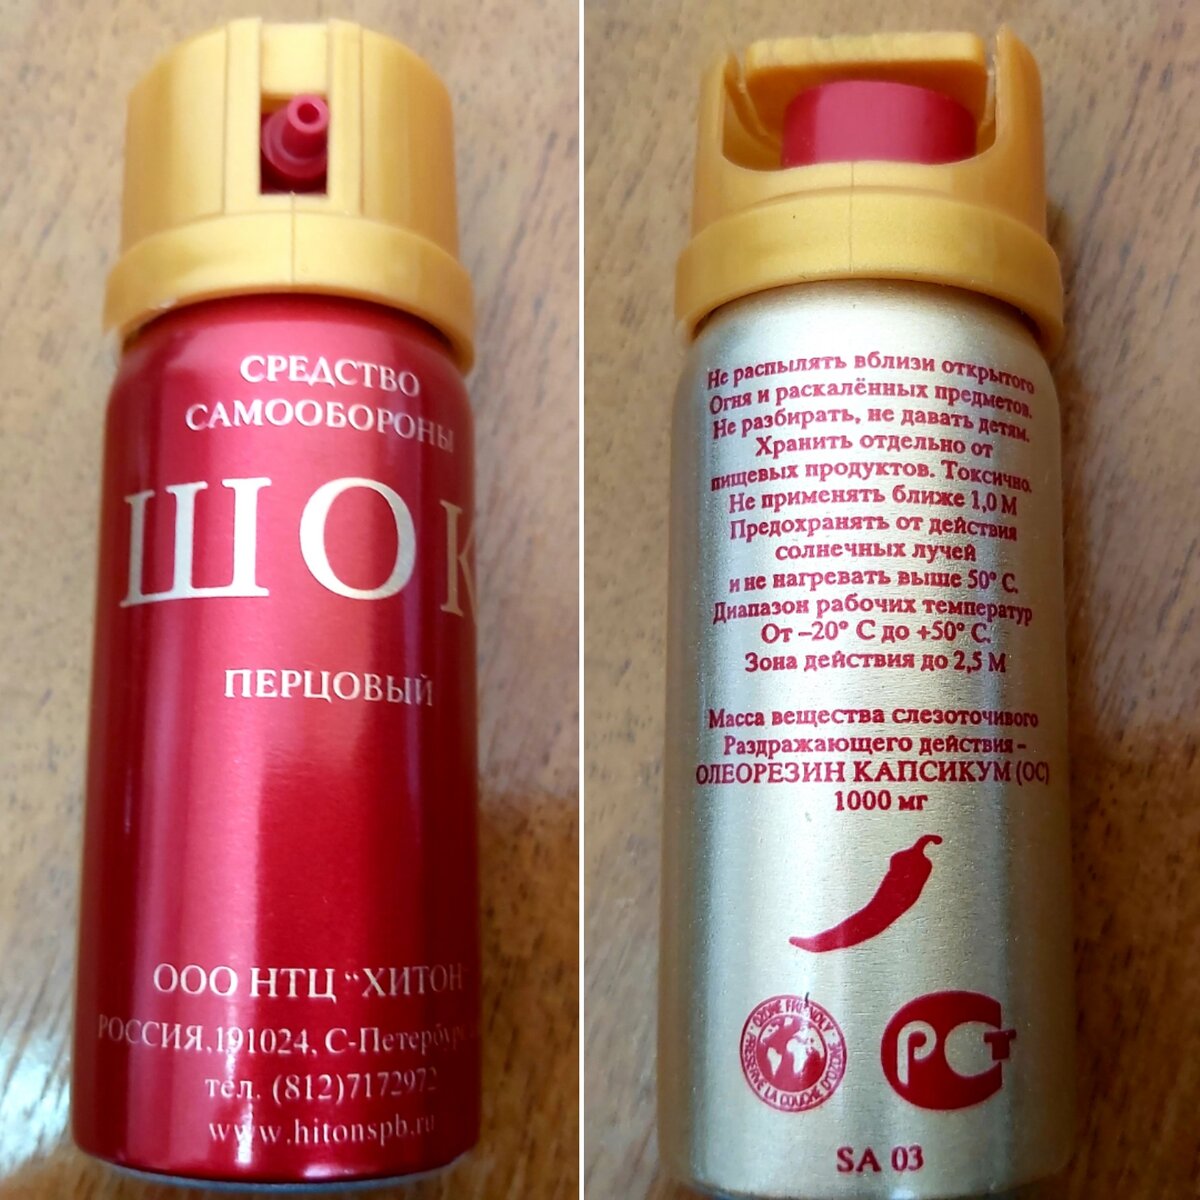 СРЕДСТВО
САМООБОРОНЫ
ШОК
ПЕРЦОВЫЙ
ООО НТЦ "ХИТОН
РОССИЯ, 191024, С-Петербург
тел. (812)7172972
www.hitonspb.ru
Не распылять вблизи открытого
Огня и раскалённых предметов.
Не разбирать, не давать детям.
Хранить отдельно от
пищевых продуктов. Токсично.
Не применять ближе 1,0 М
Предохранять от действия
солнечных лучей
и не нагревать выше 50° С.
Диапазон рабочих температур
От –20° С до +50° С.
Зона действия до 2,5 М
Масса вещества слезоточивого
Раздражающего действия –
ОЛЕОРЕЗИН КАПСИКУМ (ОС)
1000 мг
OZONE FRIENDLY
PRESERVE LA COUCHE D'OZONE
РСТ
SA 03